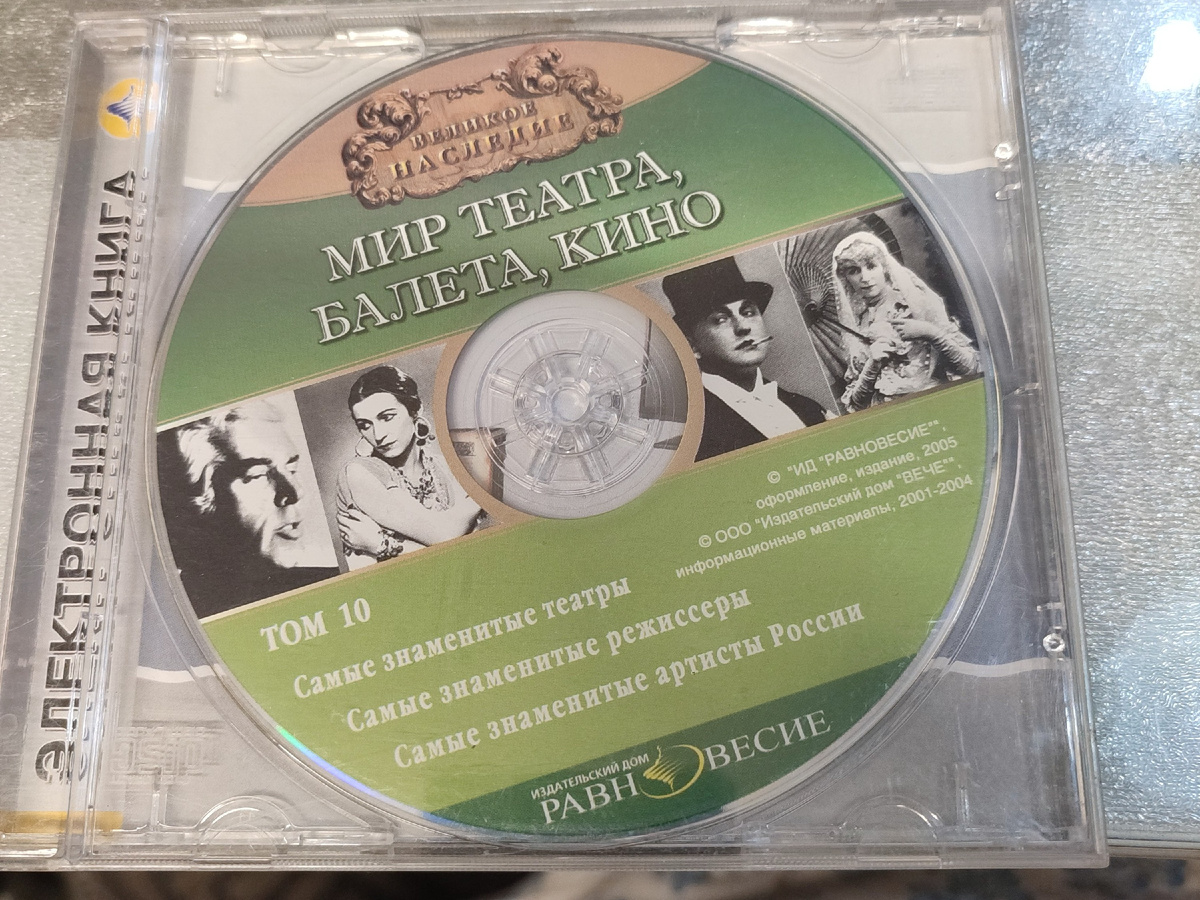 ЭЛЕКТРОННАЯ КНИГА
ВЕЛИКОЕ
НАСЛЕДИЕ
МИР ТЕАТРА,
БАЛЕТА, КИНО
© "ИД "РАВНОВЕСИЕ"",
оформление, издание, 2005
© ООО "Издательский дом "ВЕЧЕ",
информационные материалы, 2001-2004
ТОМ 10
Самые знаменитые театры
Самые знаменитые режиссеры
Самые знаменитые артисты России
ИЗДАТЕЛЬСКИЙ ДОМ
РАВНОВЕСИЕ